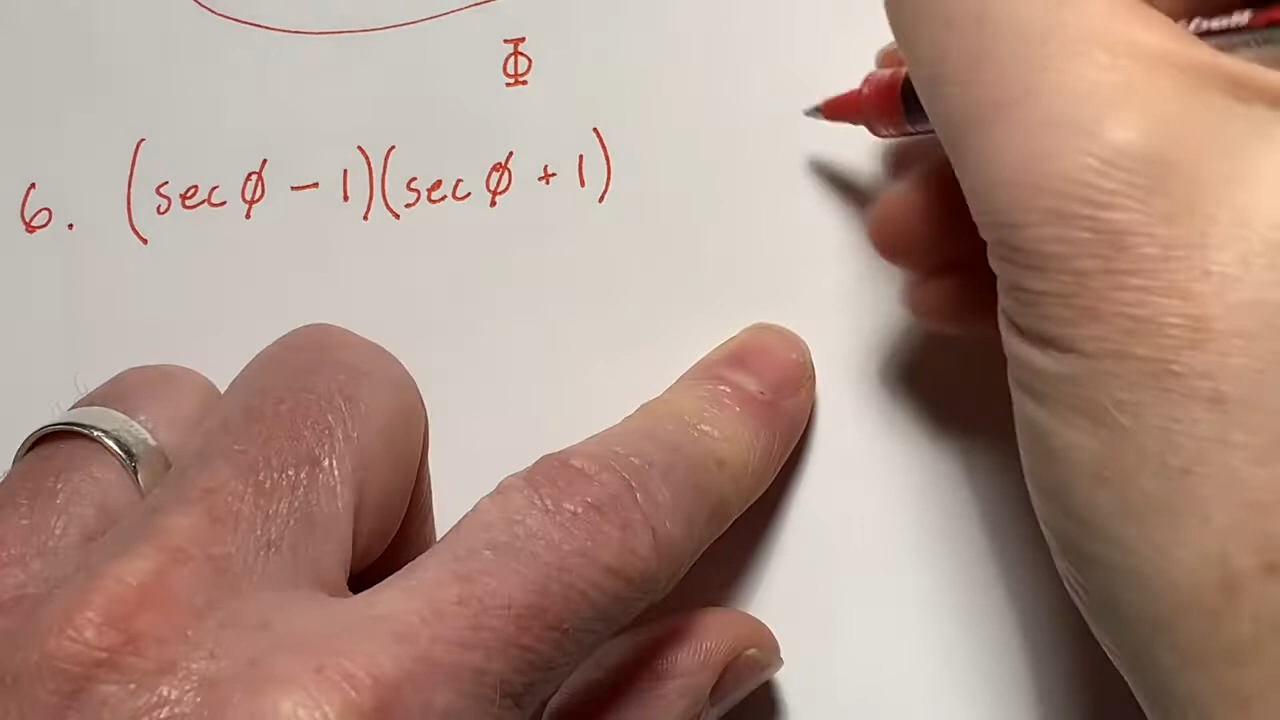 Φ
6. (sec ϕ - 1)(sec ϕ + 1)